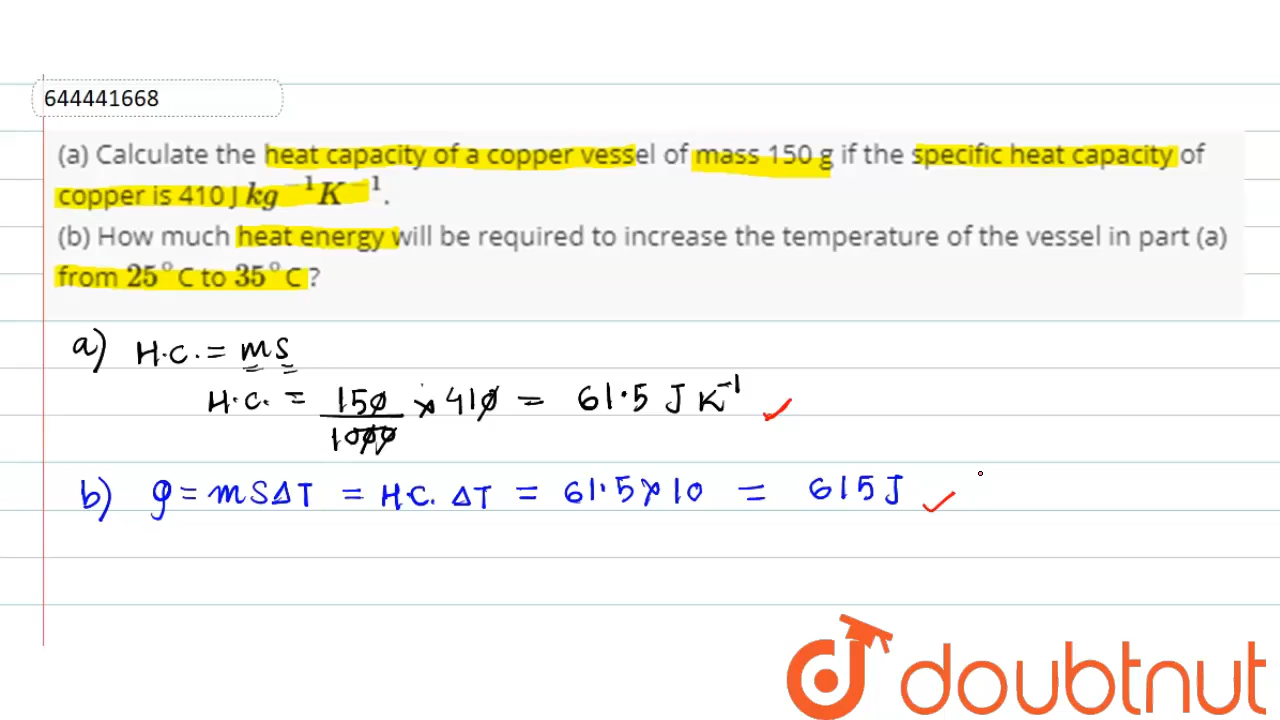 644441668
(a) Calculate the heat capacity of a copper vessel of mass 150 g if the specific heat capacity of
copper is 410 J kg⁻¹K⁻¹.
(b) How much heat energy will be required to increase the temperature of the vessel in part (a)
from 25°C to 35°C ?
a) H.C. = ms
H.C. = 150/1000 × 410 = 61.5 J K⁻¹
b) Q = mSΔT = H.C. ΔT = 61.5 × 10 = 615 J
doubtnut